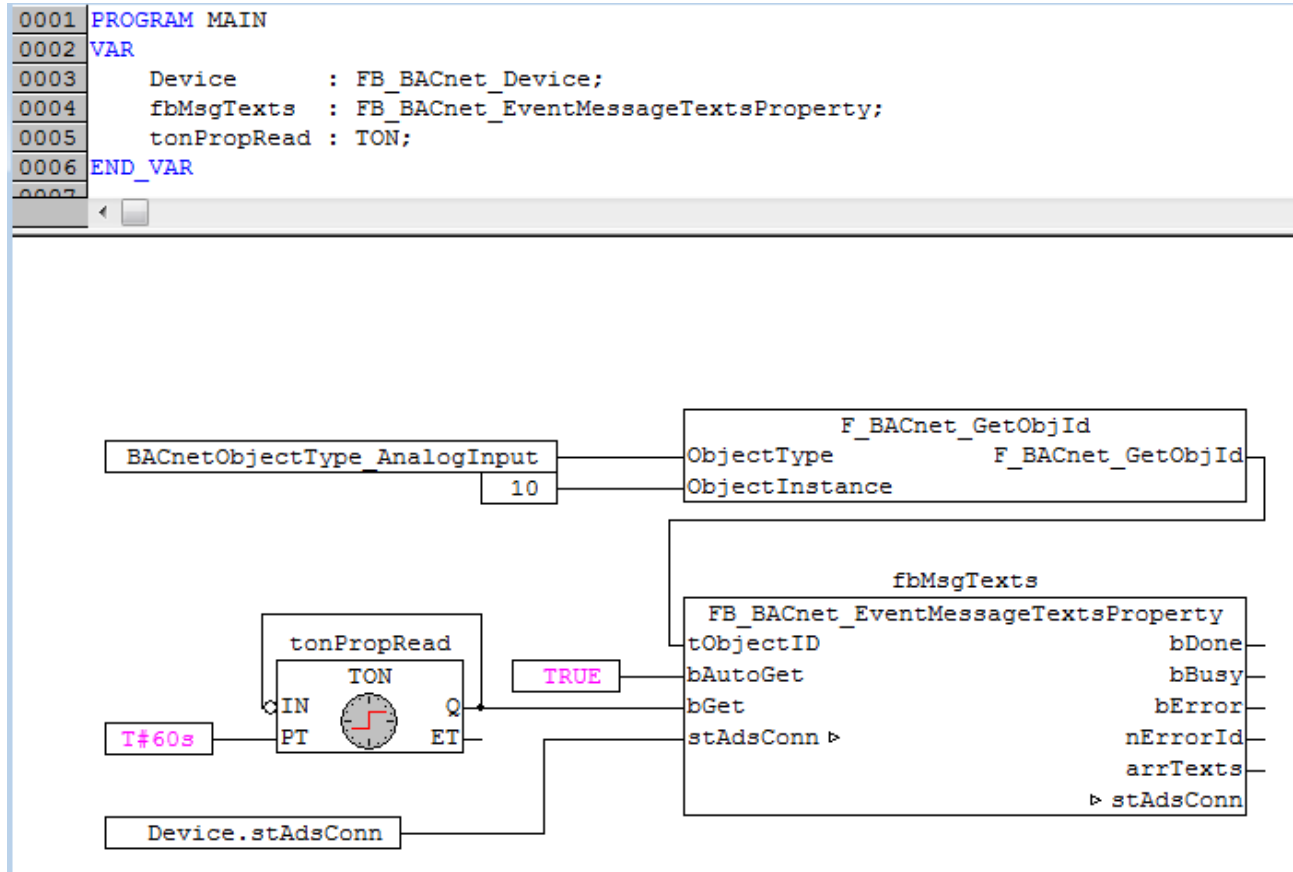 0001 PROGRAM MAIN
0002 VAR
0003 Device : FB_BACnet_Device;
0004 fbMsgTexts : FB_BACnet_EventMessageTextsProperty;
0005 tonPropRead : TON;
0006 END_VAR
0007
F_BACnet_GetObjId
BACnetObjectType_AnalogInput ObjectType F_BACnet_GetObjId
10 ObjectInstance
fbMsgTexts
FB_BACnet_EventMessageTextsProperty
tonPropRead tObjectID bDone
TON TRUE bAutoGet bBusy
IN Q bGet bError
T#60s PT ET stAdsConn nErrorId
arrTexts
stAdsConn
Device.stAdsConn